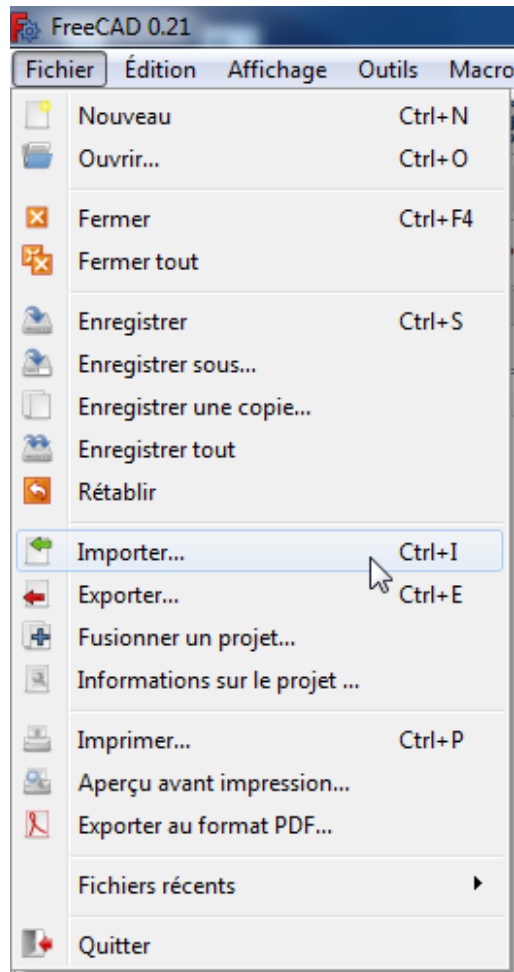 FreeCAD 0.21
Fichier Édition Affichage Outils Macro
Nouveau Ctrl+N
Ouvrir... Ctrl+O
Fermer Ctrl+F4
Fermer tout
Enregistrer Ctrl+S
Enregistrer sous...
Enregistrer une copie...
Enregistrer tout
Rétablir
Importer... Ctrl+I
Exporter... Ctrl+E
Fusionner un projet...
Informations sur le projet ...
Imprimer... Ctrl+P
Aperçu avant impression...
Exporter au format PDF...
Fichiers récents
Quitter